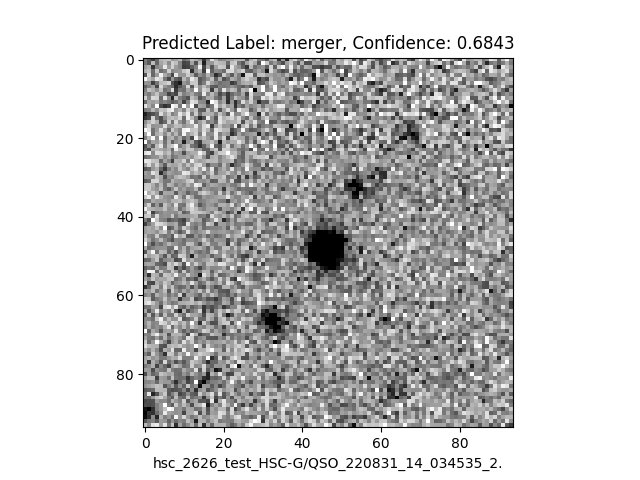 Predicted Label: merger, Confidence: 0.6843
0
20
40
60
80
0 20 40 60 80
hsc_2626_test_HSC-G/QSO_220831_14_034535_2.